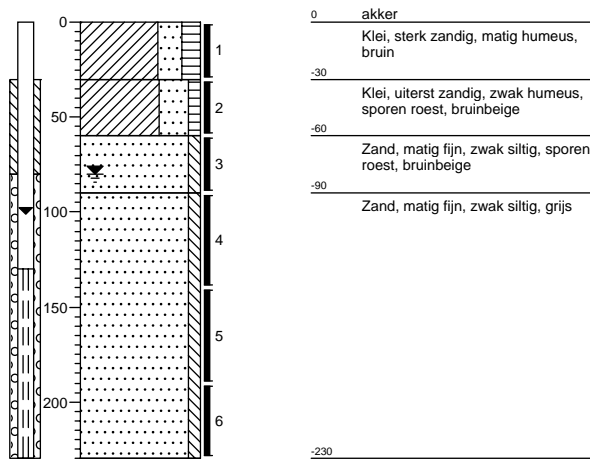 0
50
100
150
200
1
2
3
4
5
6
0 akker
Klei, sterk zandig, matig humeus,
bruin
-30
Klei, uiterst zandig, zwak humeus,
sporen roest, bruinbeige
-60
Zand, matig fijn, zwak siltig, sporen
roest, bruinbeige
-90
Zand, matig fijn, zwak siltig, grijs
-230